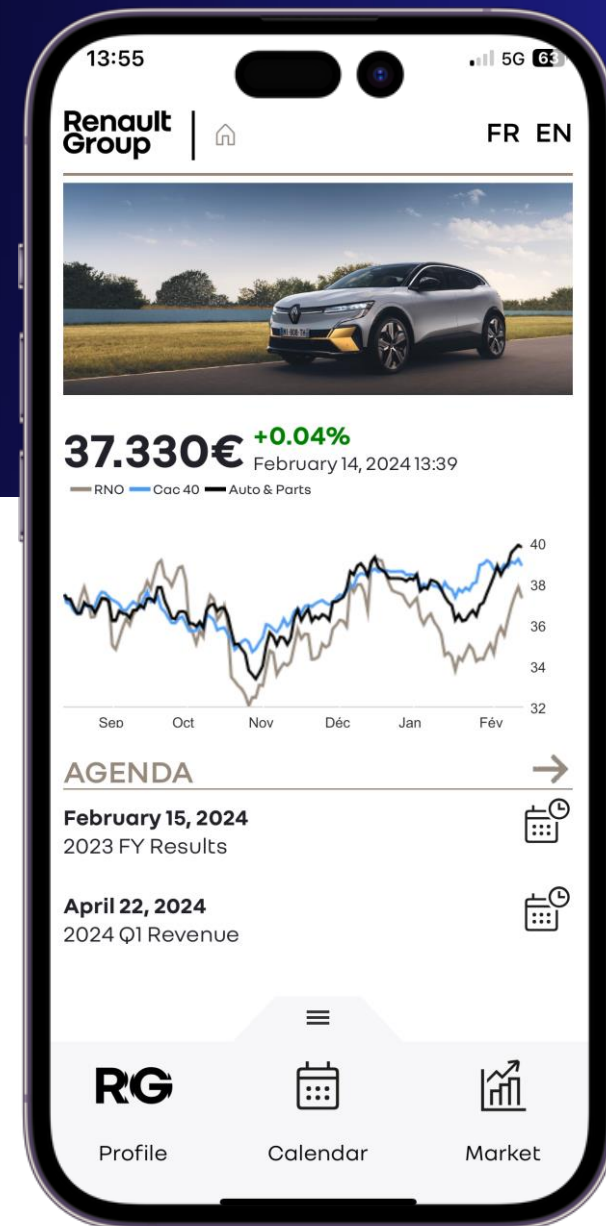 13:55
5G 63
Renault
Group
FR EN
37.330€
+0.04%
February 14, 2024 13:39
RNO Cac 40 Auto & Parts
40
38
36
34
32
Sep Oct Nov Déc Jan Fév
AGENDA
February 15, 2024
2023 FY Results
April 22, 2024
2024 Q1 Revenue
RG
Profile Calendar Market